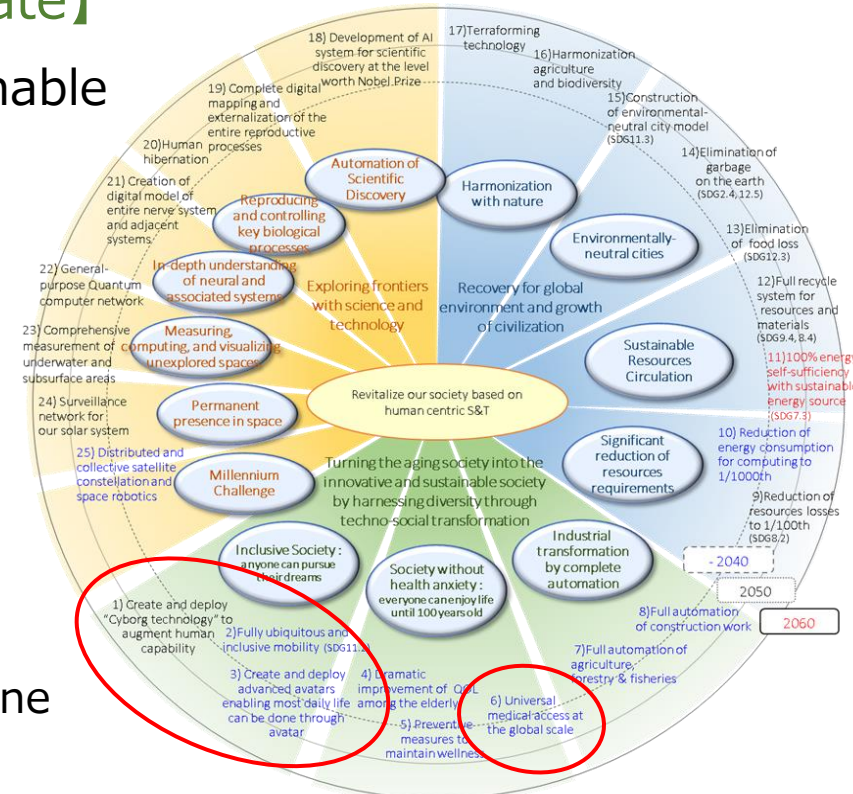 ate】
nable
18) Development of AI
system for scientific
discovery at the level
worth Nobel Prize
17)Terraforming
technology
16)Harmonization
agriculture
and biodiversity
19) Complete digital
mapping and
externalization of the
entire reproductive
processes
15)Construction
of environmental-
neutral city model
(SDG11.3)
20)Human
hibernation
14)Elimination of
garbage
on the earth
(SDG2.4,12.5)
21) Creation of
digital model of
entire nerve system
and adjacent
systems
13)Elimination
of food loss
(SDG12.3)
22) General-
purpose Quantum
computer network
12)Full recycle
system for
resources and
materials
(SDG9.4, 8.4)
23) Comprehensive
measurement of
underwater and
subsurface areas
11)100% energy
self-sufficiency
with sustainable
energy source
(SDG7.3)
24) Surveillance
network for
our solar system
10) Reduction of
energy consumption
for computing to
1/1000th
25) Distributed and
collective satellite
constellation and
space robotics
9)Reduction of
resources losses
to 1/100th
(SDG8.2)
Automation of
Scientific
Discovery
Harmonization
with nature
Reproducing
and controlling
key biological
processes
Environmentally-
neutral cities
In-depth understanding
of neural and
associated systems
Exploring frontiers
with science and
technology
Recovery for global
environment and growth
of civilization
Measuring,
computing, and visualizing
unexplored spaces
Sustainable
Resources
Circulation
Permanent
presence in space
Revitalize our society based on
human centric S&T
Millennium
Challenge
Significant
reduction of
resources
requirements
Turning the aging society into the
innovative and sustainable society
by harnessing diversity through
techno-social transformation
Inclusive Society :
anyone can pursue
their dreams
Society without
health anxiety :
everyone can enjoy life
until 100 years old
Industrial
transformation
by complete
automation
- 2040
2050
2060
1) Create and deploy
“Cyborg technology” to
augment human
capability
2)Fully ubiquitous and
inclusive mobility (SDG11.2)
3) Create and deploy
advanced avatars
enabling most daily life
can be done through
avatar
4) Dramatic
improvement of QOL
among the elderly
5) Preventive
measures to
maintain wellness
6) Universal
medical access at
the global scale
7)Full automation of
agriculture,
forestry & fisheries
8)Full automation
of construction work
ne